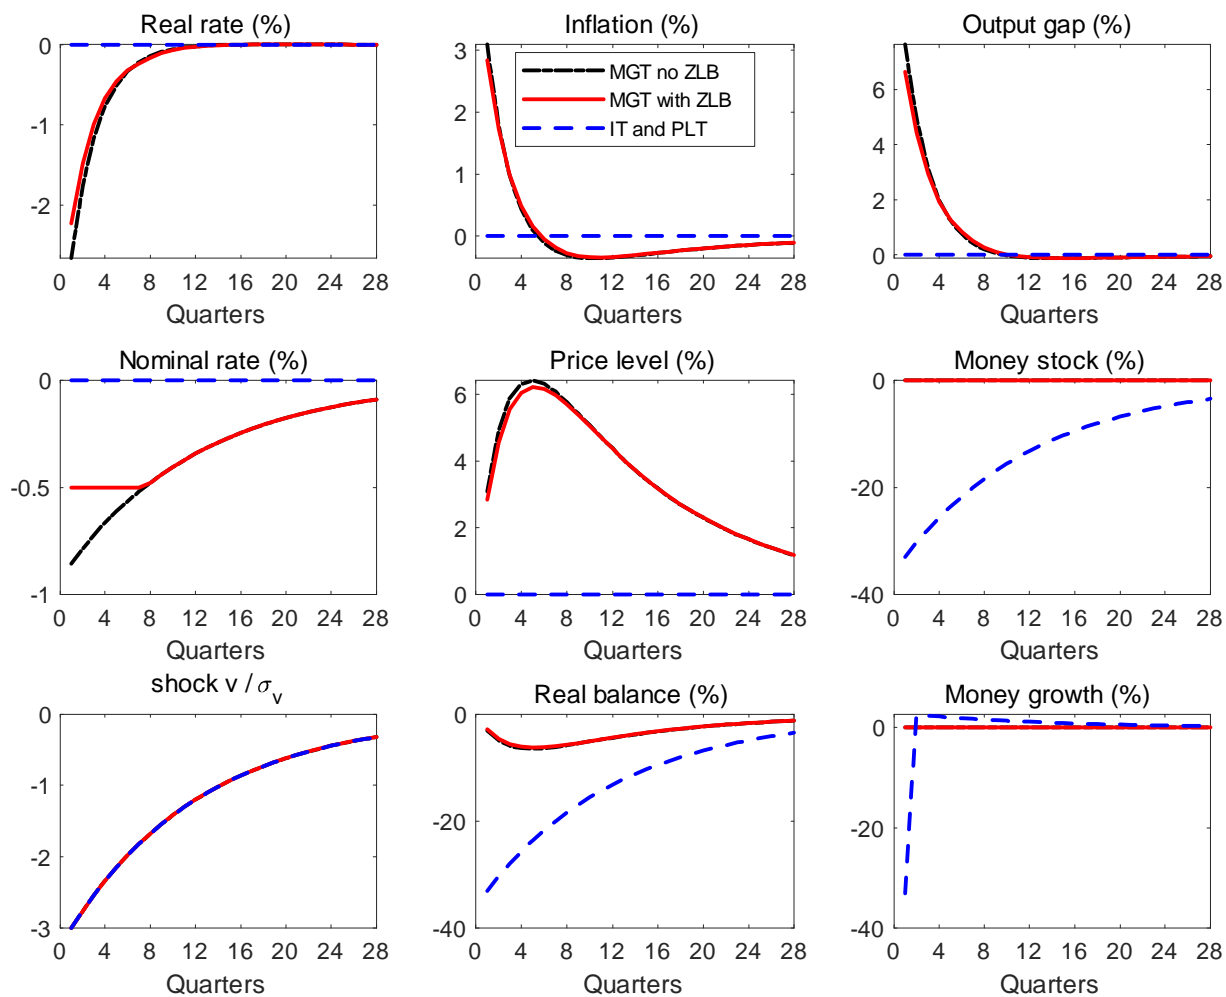 Real rate (%)
0
-1
-2
0 4 8 12 16 20 24 28
Quarters
Inflation (%)
3
2
1
0
0 4 8 12 16 20 24 28
Quarters
MGT no ZLB
MGT with ZLB
IT and PLT
Output gap (%)
6
4
2
0
0 4 8 12 16 20 24 28
Quarters
Nominal rate (%)
0
-0.5
-1
0 4 8 12 16 20 24 28
Quarters
Price level (%)
6
4
2
0
0 4 8 12 16 20 24 28
Quarters
Money stock (%)
0
-20
-40
0 4 8 12 16 20 24 28
Quarters
shock v / σv
0
-1
-2
-3
0 4 8 12 16 20 24 28
Quarters
Real balance (%)
0
-20
-40
0 4 8 12 16 20 24 28
Quarters
Money growth (%)
0
-20
-40
0 4 8 12 16 20 24 28
Quarters